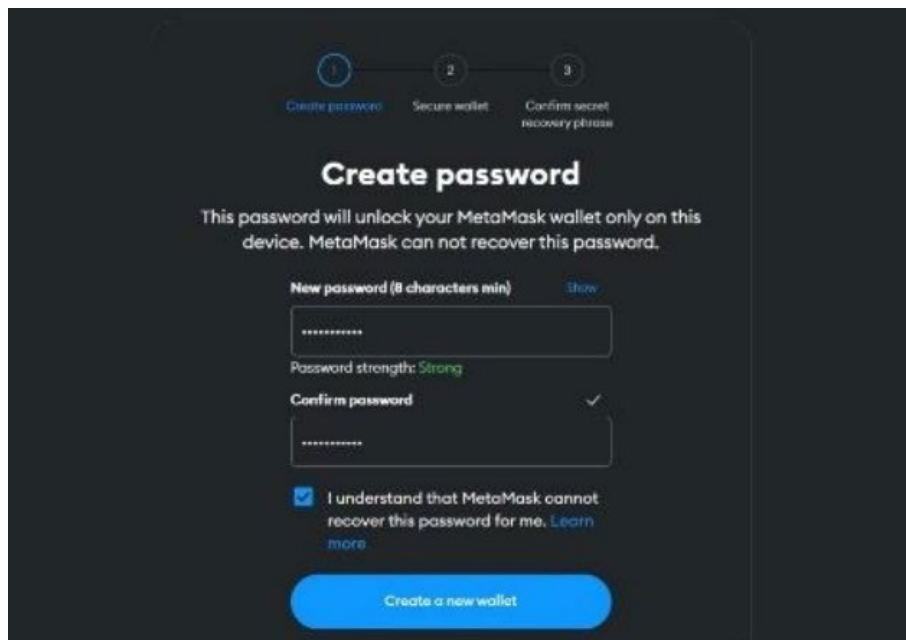 1
2
3
Create password
Secure wallet
Confirm secret
recovery phrase
Create password
This password will unlock your MetaMask wallet only on this
device. MetaMask can not recover this password.
New password (8 characters min)
Show
•••••••••••
Password strength: Strong
Confirm password
•••••••••••
I understand that MetaMask cannot
recover this password for me. Learn
more
Create a new wallet